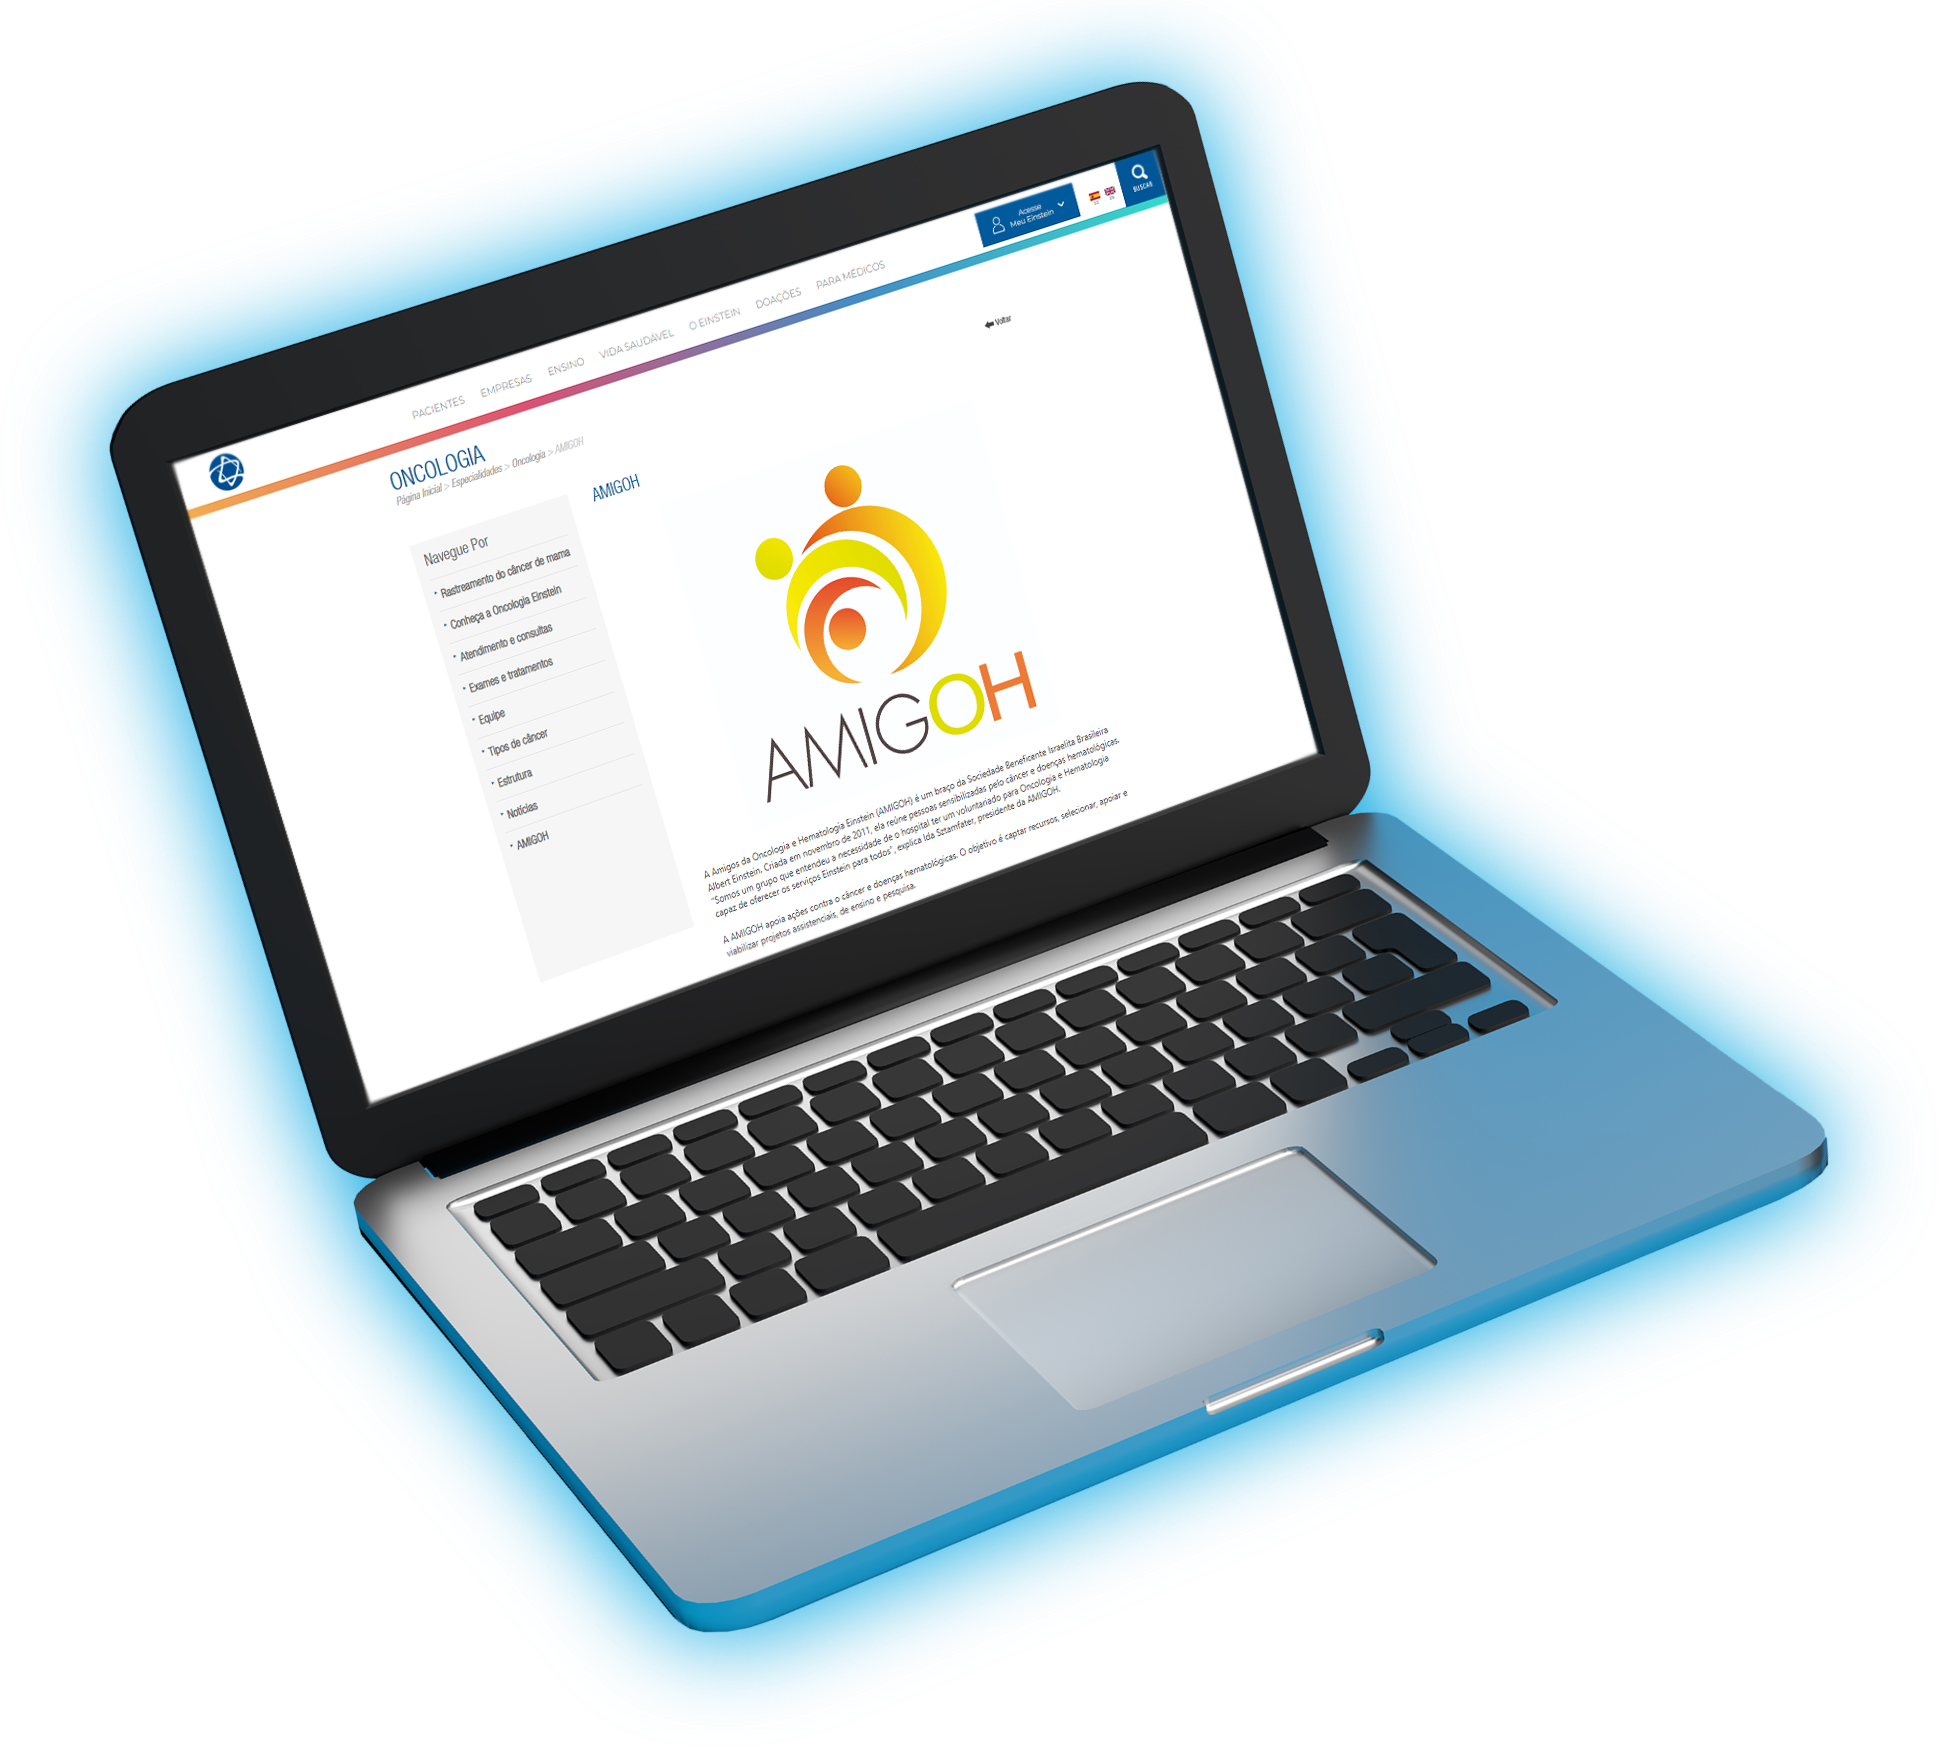 Acesse
Meu Einstein
ES
EN
BUSCAR
PACIENTES
EMPRESAS
ENSINO
VIDA SAUDÁVEL
O EINSTEIN
DOAÇÕES
PARA MÉDICOS
Voltar
ONCOLOGIA
Página Inicial > Especialidades > Oncologia > AMIGOH
Navegue Por
Rastreamento do câncer de mama
Conheça a Oncologia Einstein
Atendimento e consultas
Exames e tratamentos
Equipe
Tipos de câncer
Estrutura
Notícias
AMIGOH
AMIGOH
AMIGOH
A Amigos da Oncologia e Hematologia Einstein (AMIGOH) é um braço da Sociedade Beneficente Israelita Brasileira
Albert Einstein. Criada em novembro de 2011, ela reúne pessoas sensibilizadas pelo câncer e doenças hematológicas.
"Somos um grupo que entendeu a necessidade de o hospital ter um voluntariado para Oncologia e Hematologia
capaz de oferecer os serviços Einstein para todos", explica Ida Sztamfater, presidente da AMIGOH.
A AMIGOH apoia ações contra o câncer e doenças hematológicas. O objetivo é captar recursos, selecionar, apoiar e
viabilizar projetos assistenciais, de ensino e pesquisa.